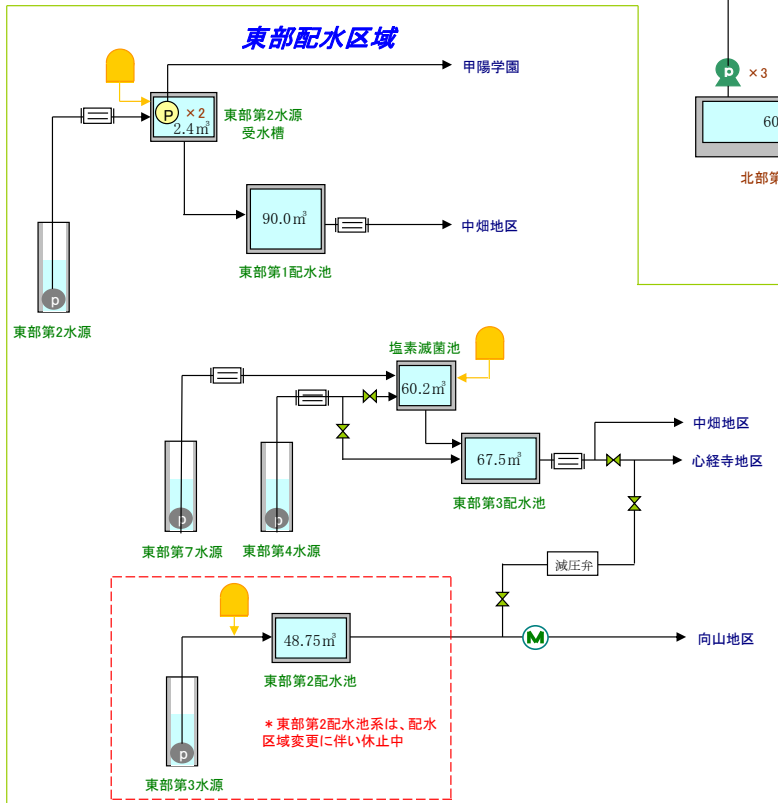 東部配水区域
甲陽学園
P
×2
2.4m³
東部第2水源
受水槽
90.0m³
中畑地区
東部第1配水池
p
東部第2水源
p
×3
60
北部第
塩素滅菌池
60.2m³
中畑地区
67.5m³
心経寺地区
東部第3配水池
p
p
東部第7水源
東部第4水源
減圧弁
48.75m³
M
向山地区
東部第2配水池
*東部第2配水池系は、配水
区域変更に伴い休止中
p
東部第3水源